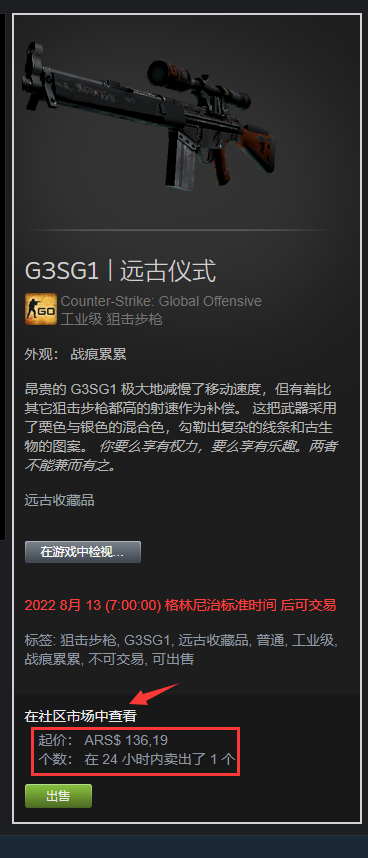 G3SG1 | 远古仪式
GO
Counter-Strike: Global Offensive
工业级 狙击步枪
外观： 战痕累累
昂贵的 G3SG1 极大地减慢了移动速度，但有着比
其它狙击步枪都高的射速作为补偿。 这把武器采用
了栗色与银色的混合色，勾勒出复杂的线条和古生
物的图案。 你要么享有权力，要么享有乐趣。两者
不能兼而有之。
远古收藏品
在游戏中检视...
2022 8月 13 (7:00:00) 格林尼治标准时间 后可交易
标签: 狙击步枪, G3SG1, 远古收藏品, 普通, 工业级,
战痕累累, 不可交易, 可出售
在社区市场中查看
起价： ARS$ 136,19
个数： 在 24 小时内卖出了 1 个
出售